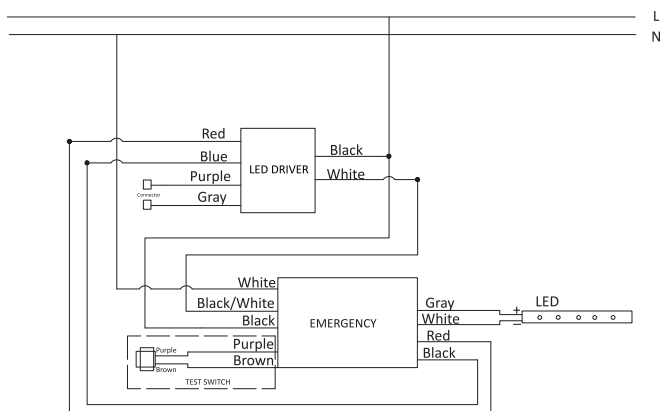 L
N
Red
Blue
Purple
Gray
Connector
LED DRIVER
Black
White
White
Black/White
Black
Purple
Brown
Purple
Brown
TEST SWITCH
EMERGENCY
Gray
White
Red
Black
+
−
LED